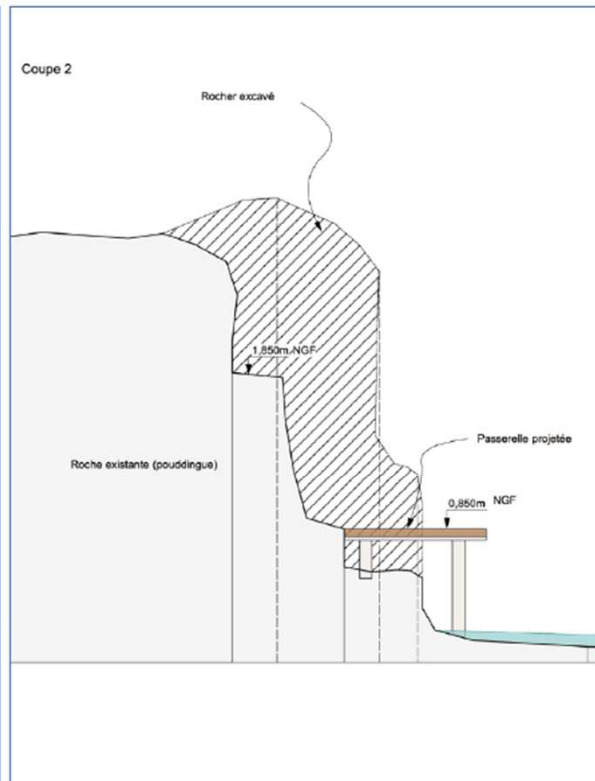 Coupe 2
Rocher excavé
1,850m NGF
Roche existante (pouddingue)
Passerelle projetée
0,850m NGF